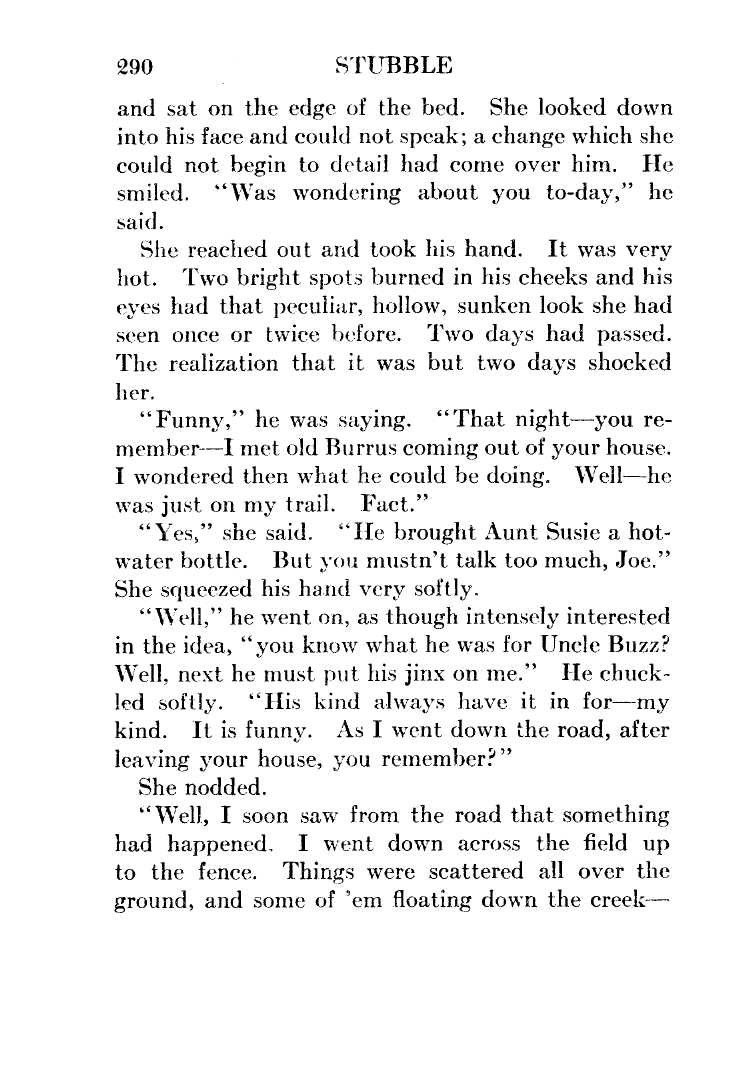 290 STUBBLE
and sat on the edge of the bed. She looked down
into his face and could not speak; a change which she
could not begin to detail had come over him. He
smiled. “Was wondering about you to-day,” he
said.
She reached out and took his hand. It was very
hot. Two bright spots burned in his cheeks and his
eyes had that peculiar, hollow, sunken look she had
seen once or twice before. Two days had passed.
The realization that it was but two days shocked
her.
“Funny,” he was saying. “That night—you re-
member—I met old Burrus coming out of your house.
I wondered then what he could be doing. Well—he
was just on my trail. Fact.”
“Yes,” she said. “He brought Aunt Susie a hot-
water bottle. But you mustn’t talk too much, Joe.”
She squeezed his hand very softly.
“Well,” he went on, as though intensely interested
in the idea, “you know what he was for Uncle Buzz?
Well, next he must put his jinx on me.” He chuck-
led softly. “His kind always have it in for—my
kind. It is funny. As I went down the road, after
leaving your house, you remember?”
She nodded.
“Well, I soon saw from the road that something
had happened. I went down across the field up
to the fence. Things were scattered all over the
ground, and some of ’em floating down the creek—